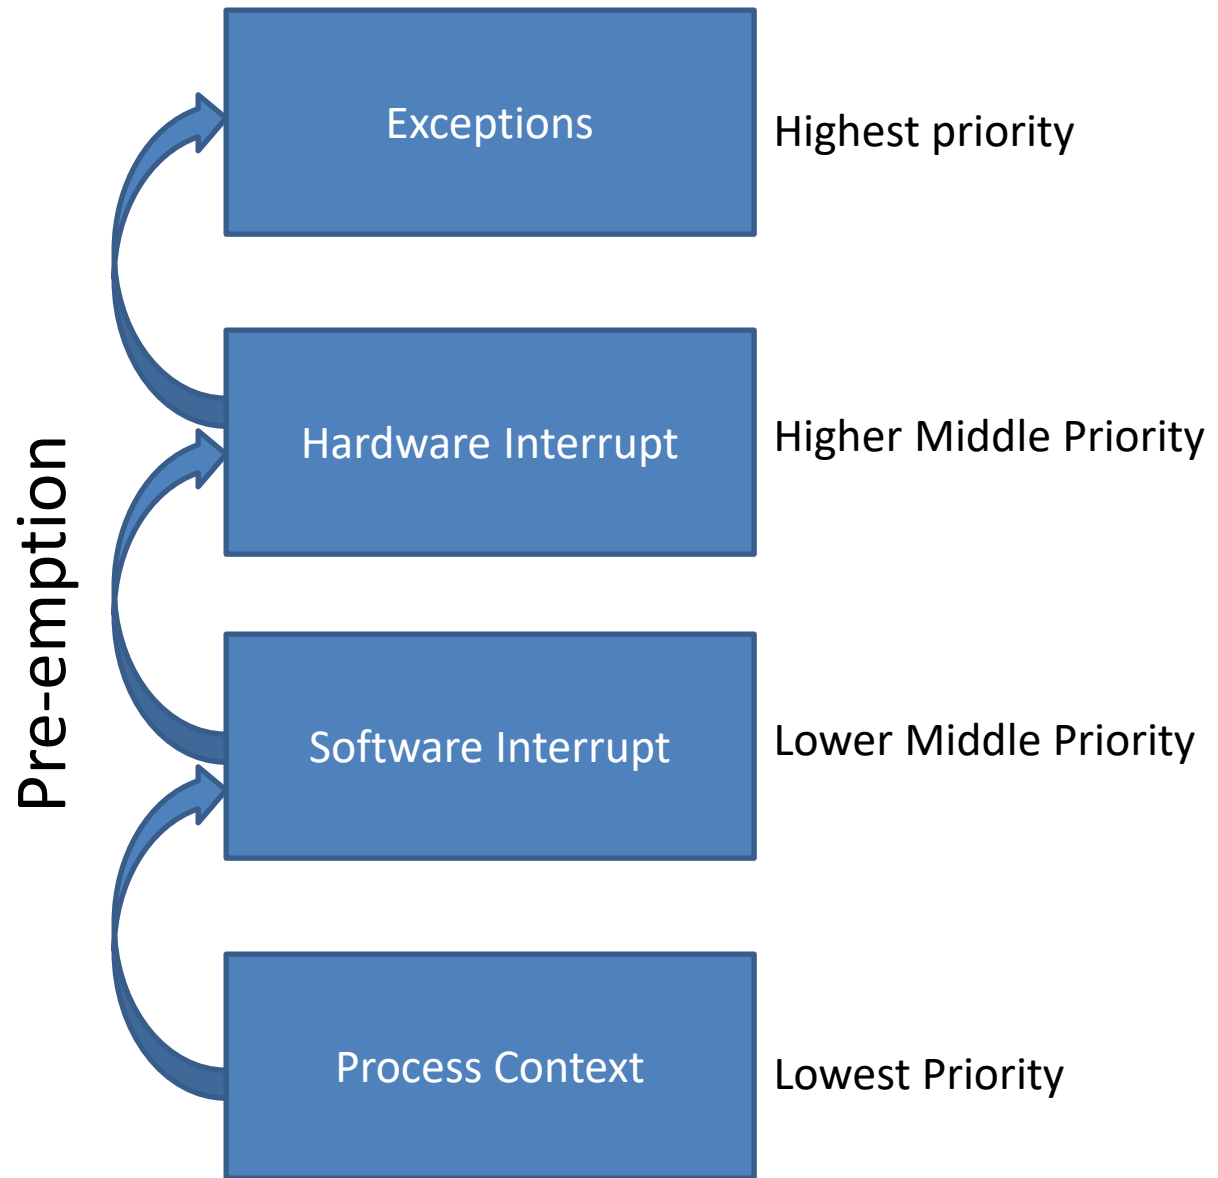 Exceptions
Highest priority
Hardware Interrupt
Higher Middle Priority
Pre-emption
Software Interrupt
Lower Middle Priority
Process Context
Lowest Priority